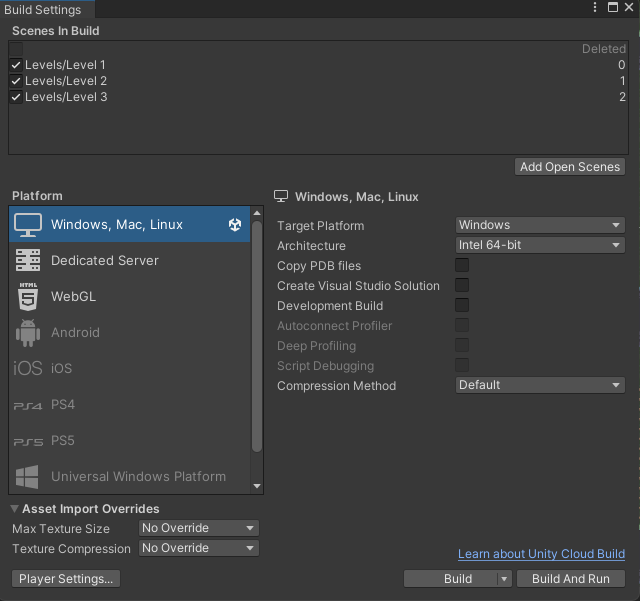 Build Settings
Scenes In Build
Deleted
Levels/Level 1 0
Levels/Level 2 1
Levels/Level 3 2
Add Open Scenes
Platform
Windows, Mac, Linux
Dedicated Server
HTML 5 WebGL
Android
iOS iOS
PS4 PS4
PS5 PS5
Universal Windows Platform
Windows, Mac, Linux
Target Platform Windows
Architecture Intel 64-bit
Copy PDB files
Create Visual Studio Solution
Development Build
Autoconnect Profiler
Deep Profiling
Script Debugging
Compression Method Default
Asset Import Overrides
Max Texture Size No Override
Texture Compression No Override
Learn about Unity Cloud Build
Player Settings... Build Build And Run